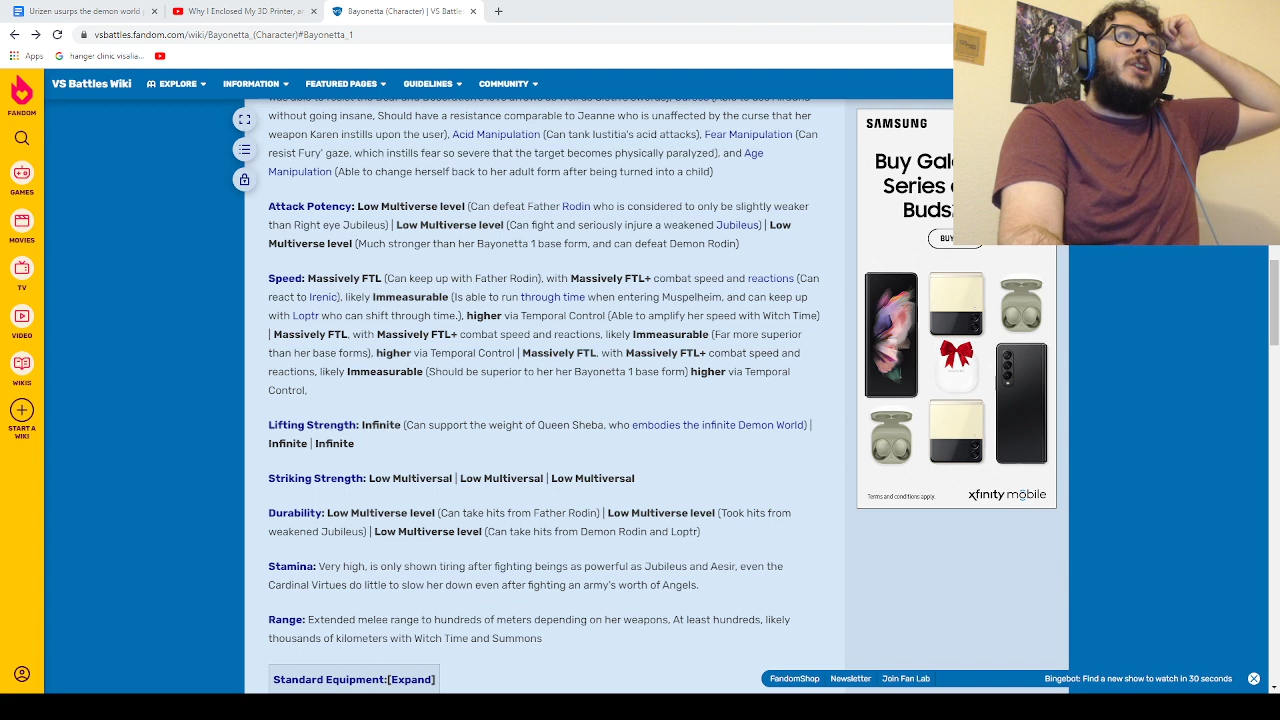 Urizen usurps the demon world
Why I Enclosed My 3D Printer, a
Bayonetta (Character) | VS Battle
vsbattles.fandom.com/wiki/Bayonetta_(Character)#Bayonetta_1
Apps
hanger clinic visalia...
FANDOM
GAMES
MOVIES
TV
VIDEO
WIKIS
START A
WIKI
VS Battles Wiki
EXPLORE
INFORMATION
FEATURED PAGES
GUIDELINES
COMMUNITY
without going insane, Should have a resistance comparable to Jeanne who is unaffected by the curse that her
weapon Karen instills upon the user), Acid Manipulation (Can tank Iustitia's acid attacks), Fear Manipulation (Can
resist Fury' gaze, which instills fear so severe that the target becomes physically paralyzed), and Age
Manipulation (Able to change herself back to her adult form after being turned into a child)
Attack Potency: Low Multiverse level (Can defeat Father Rodin who is considered to only be slightly weaker
than Right eye Jubileus) | Low Multiverse level (Can fight and seriously injure a weakened Jubileus) | Low
Multiverse level (Much stronger than her Bayonetta 1 base form, and can defeat Demon Rodin)
Speed: Massively FTL (Can keep up with Father Rodin), with Massively FTL+ combat speed and reactions (Can
react to Irenic), likely Immeasurable (Is able to run through time when entering Muspelheim, and can keep up
with Loptr who can shift through time.), higher via Temporal Control (Able to amplify her speed with Witch Time)
| Massively FTL, with Massively FTL+ combat speed and reactions, likely Immeasurable (Far more superior
than her base forms), higher via Temporal Control | Massively FTL, with Massively FTL+ combat speed and
reactions, likely Immeasurable (Should be superior to her her Bayonetta 1 base form) higher via Temporal
Control,
Lifting Strength: Infinite (Can support the weight of Queen Sheba, who embodies the infinite Demon World) |
Infinite | Infinite
Striking Strength: Low Multiversal | Low Multiversal | Low Multiversal
Durability: Low Multiverse level (Can take hits from Father Rodin) | Low Multiverse level (Took hits from
weakened Jubileus) | Low Multiverse level (Can take hits from Demon Rodin and Loptr)
Stamina: Very high, is only shown tiring after fighting beings as powerful as Jubileus and Aesir, even the
Cardinal Virtues do little to slow her down even after fighting an army's worth of Angels.
Range: Extended melee range to hundreds of meters depending on her weapons, At least hundreds, likely
thousands of kilometers with Witch Time and Summons
Standard Equipment:[Expand]
SAMSUNG
Buy Gal
Series
Buds
BUY
Terms and conditions apply.
xfinity mobile
FandomShop
Newsletter
Join Fan Lab
Bingebot: Find a new show to watch in 30 seconds